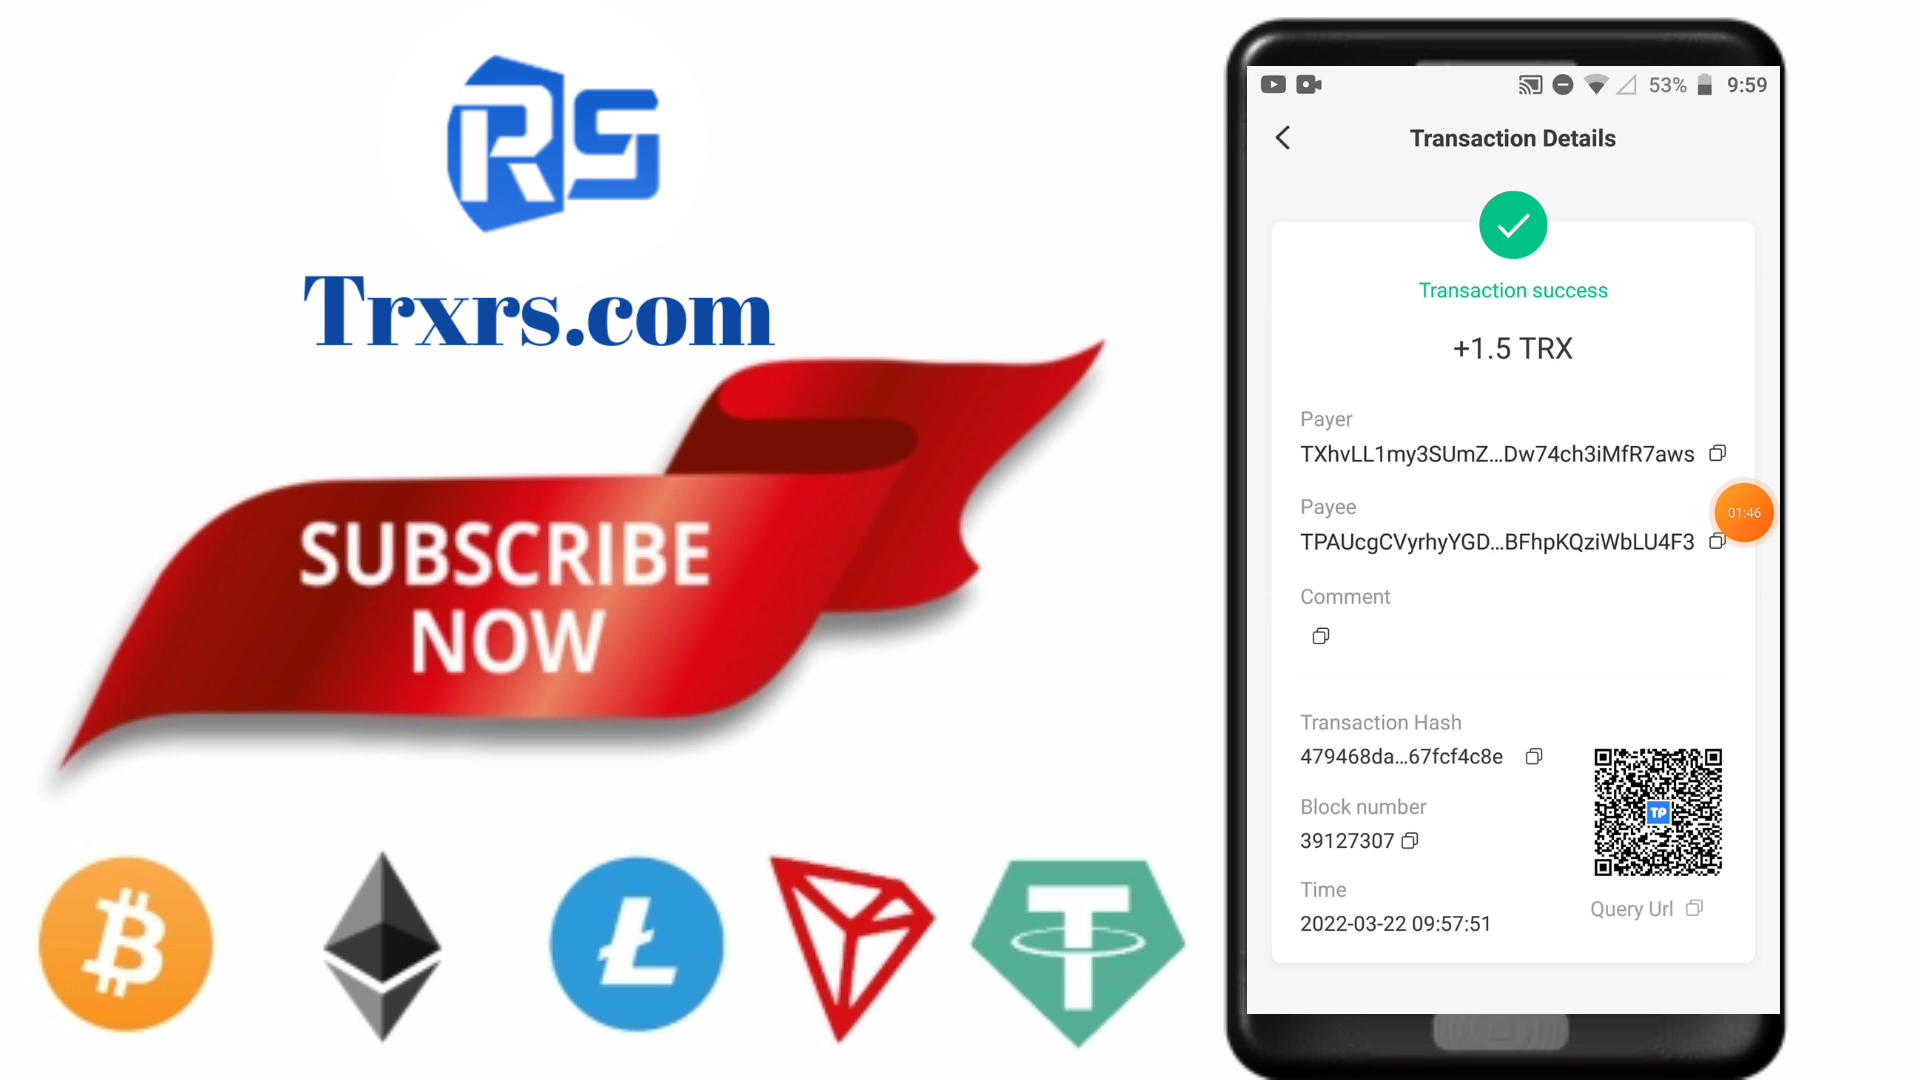 RS
Trxrs.com
SUBSCRIBE
NOW
53% 9:59
Transaction Details
Transaction success
+1.5 TRX
Payer
TXhvLL1my3SUmZ...Dw74ch3iMfR7aws
Payee
01:46
TPAUcgCVyrhyYGD...BFhpKQziWbLU4F3
Comment
Transaction Hash
479468da...67fcf4c8e
Block number
39127307
TP
Time
2022-03-22 09:57:51
Query Url